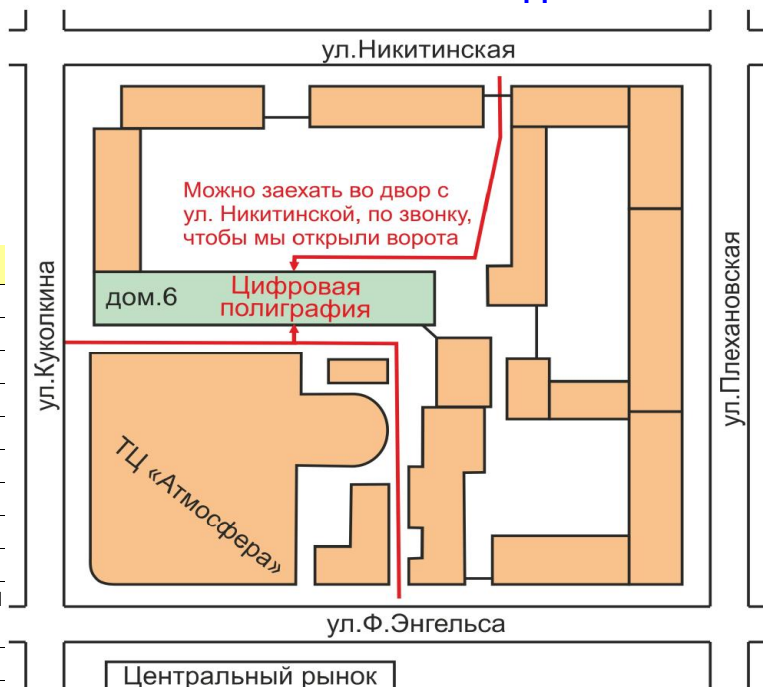 ул.Никитинская
Можно заехать во двор с
ул. Никитинской, по звонку,
чтобы мы открыли ворота
дом.6
Цифровая
полиграфия
ул.Куколкина
ул.Плехановская
ТЦ «Атмосфера»
ул.Ф.Энгельса
Центральный рынок